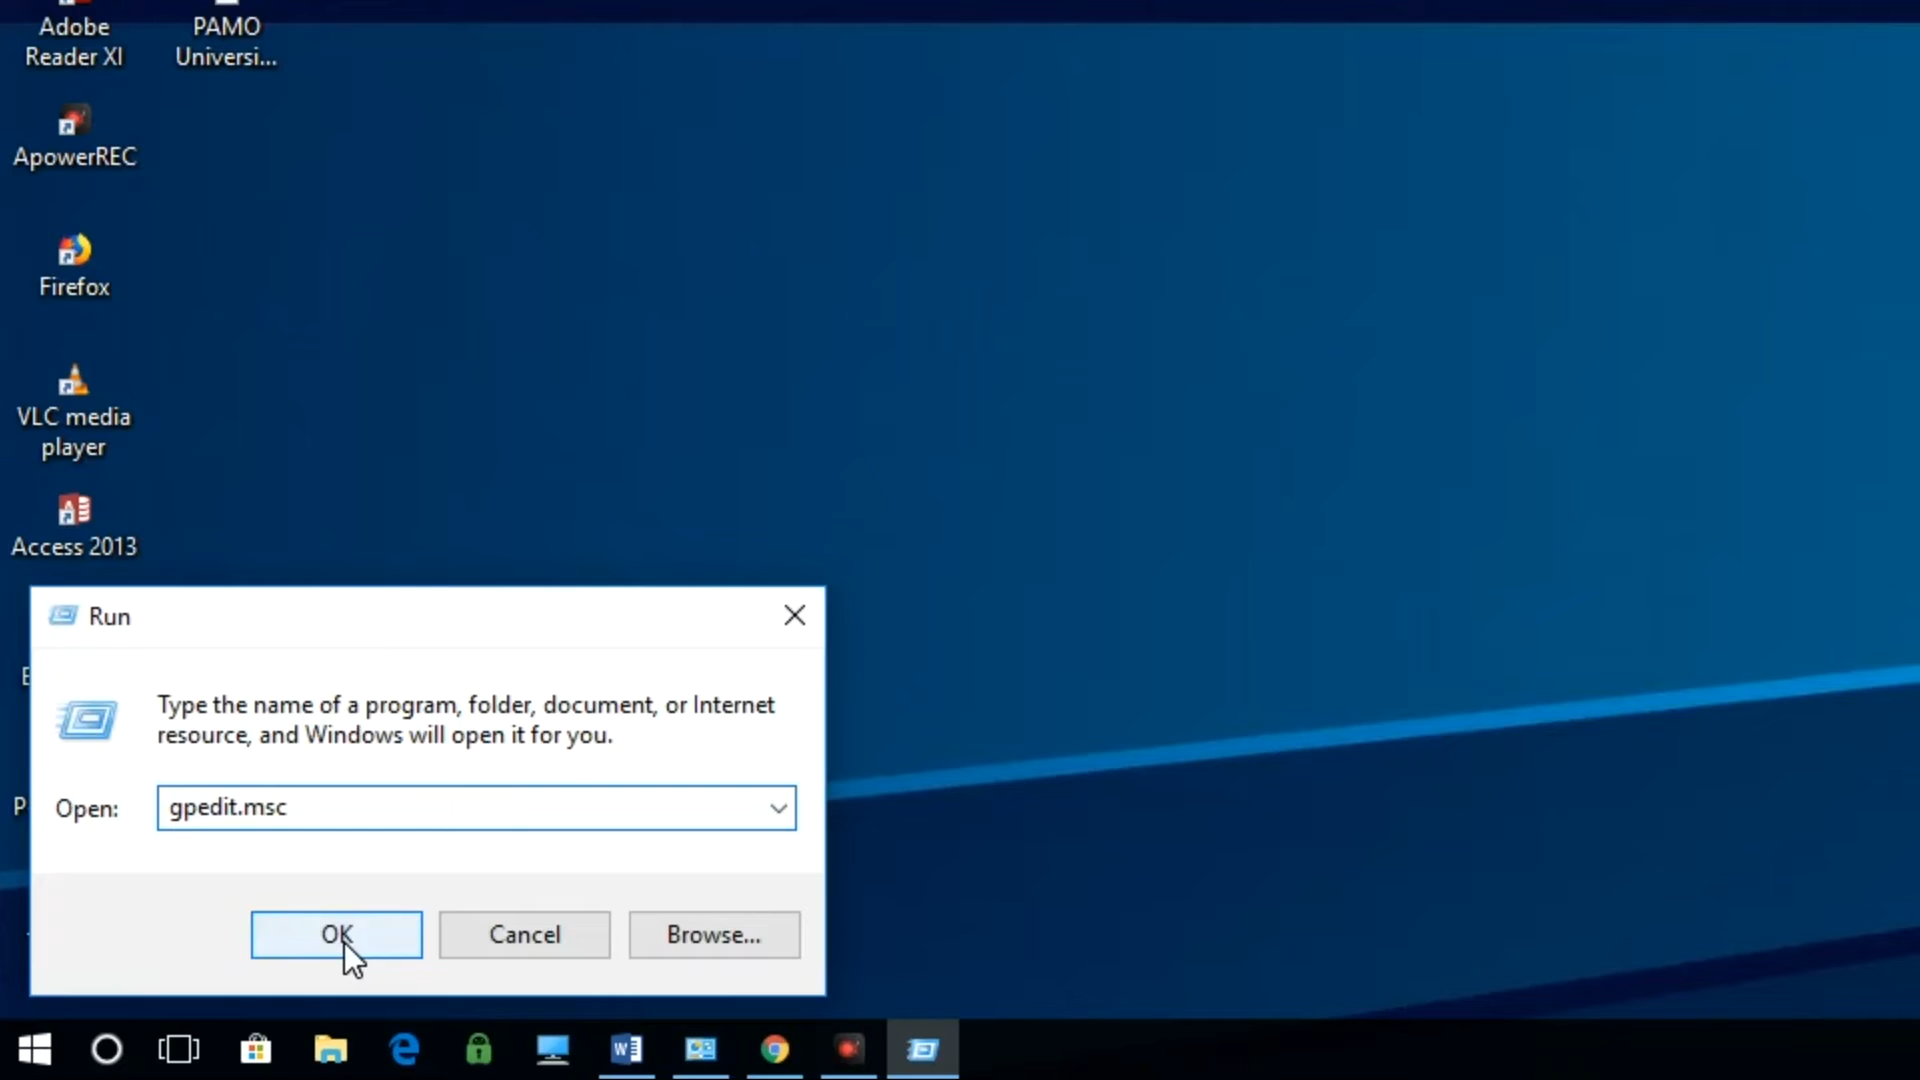 Adobe
Reader XI
PAMO
Universi...
ApowerREC
Firefox
VLC media
player
Access 2013
Run
Type the name of a program, folder, document, or Internet
resource, and Windows will open it for you.
Open:
gpedit.msc
OK
Cancel
Browse...